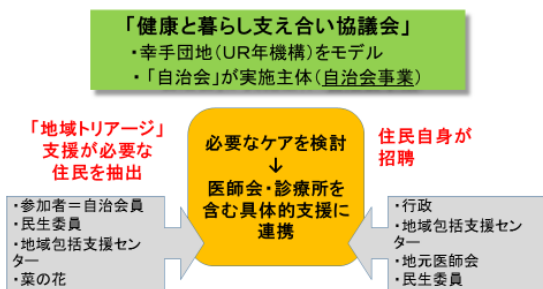 「健康と暮らし支え合い協議会」
・幸手団地（UR年機構）をモデル
・「自治会」が実施主体（自治会事業）
「地域トリアージ」
支援が必要な
住民を抽出
必要なケアを検討
↓
医師会・診療所を
含む具体的支援に
連携
住民自身が
招聘
・参加者＝自治会員
・民生委員
・地域包括支援セン
ター
・菜の花
・行政
・地域包括支援セン
ター
・地元医師会
・民生委員